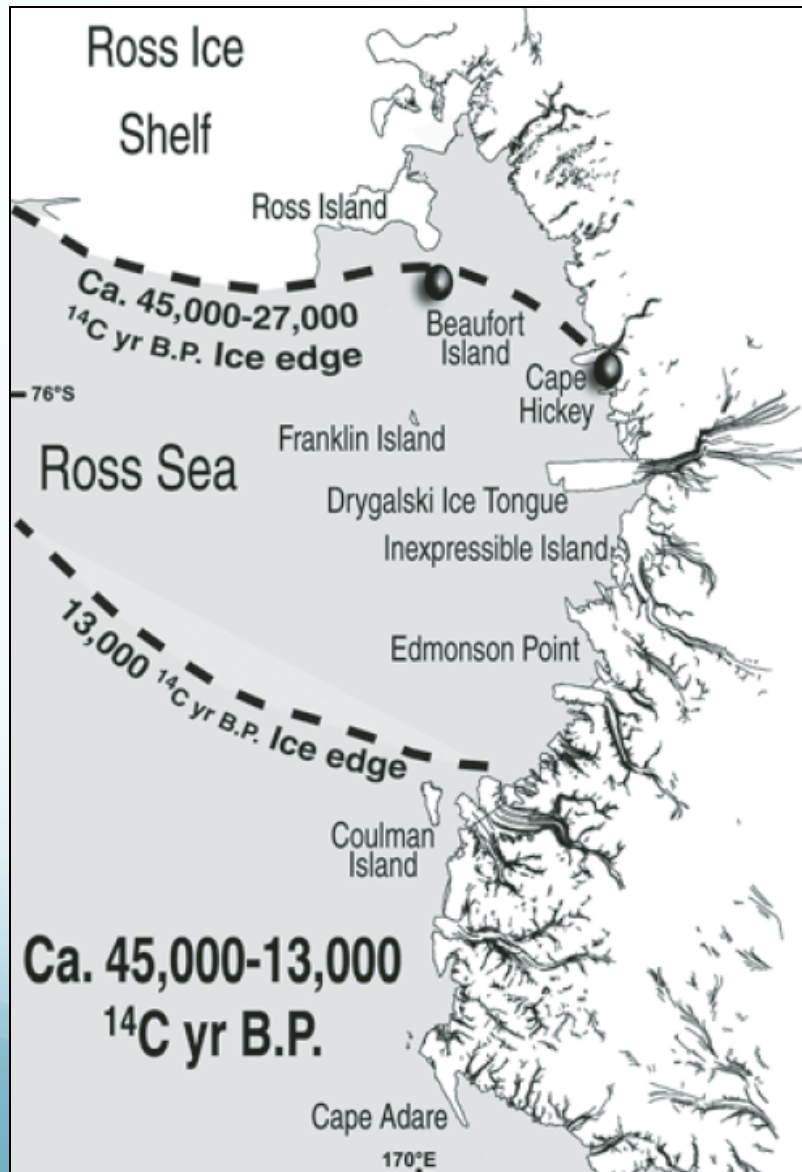 Ross Ice
Shelf
Ross Island
Ca. 45,000-27,000
¹⁴C yr B.P. Ice edge
Beaufort
Island
Cape
Hickey
76°S
Franklin Island
Ross Sea
Drygalski Ice Tongue
Inexpressible Island
13,000 ¹⁴C yr B.P. Ice edge
Edmonson Point
Coulman
Island
Ca. 45,000-13,000
¹⁴C yr B.P.
Cape Adare
170°E